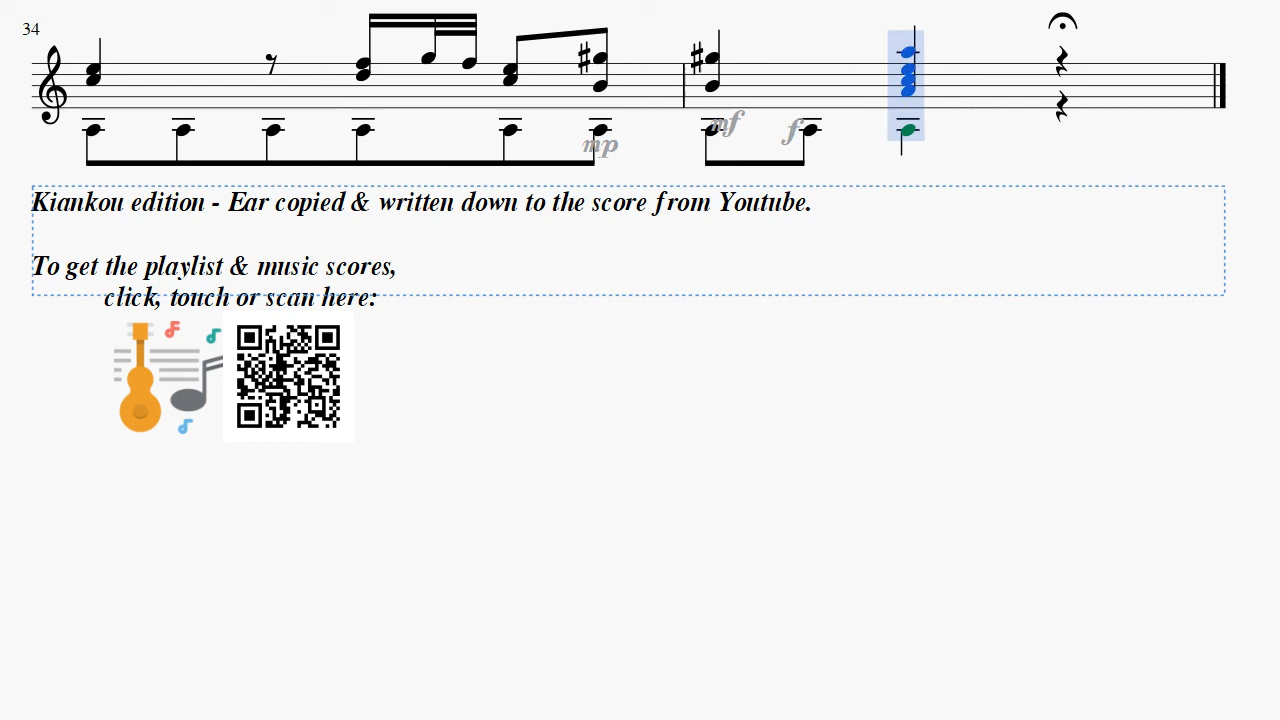 34
mp
mf
f
Kiankou edition - Ear copied & written down to the score from Youtube.
To get the playlist & music scores,
click, touch or scan here: